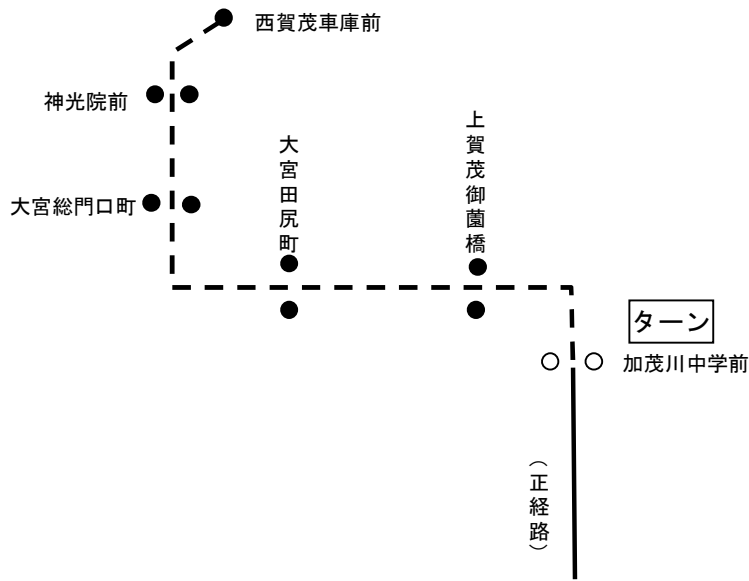 西賀茂車庫前
神光院前
大宮総門口町
大宮田尻町
上賀茂御薗橋
ターン
加茂川中学前
（正経路）